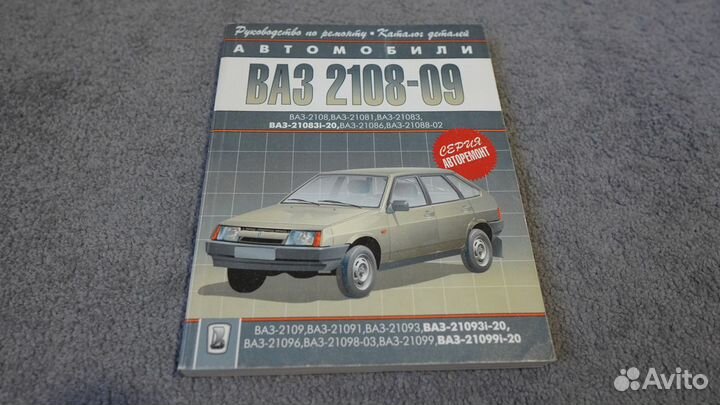 Руководство по ремонту • Каталог деталей
АВТОМОБИЛИ
ВАЗ 2108-09
ВАЗ-2108,ВАЗ-21081,ВАЗ-21083,
ВАЗ-21083i-20,ВАЗ-21086,ВАЗ-21088-02
СЕРИЯ
АВТОРЕМОНТ
ВАЗ-2109,ВАЗ-21091,ВАЗ-21093,ВАЗ-21093i-20,
ВАЗ-21096,ВАЗ-21098-03,ВАЗ-21099,ВАЗ-21099i-20
Avito